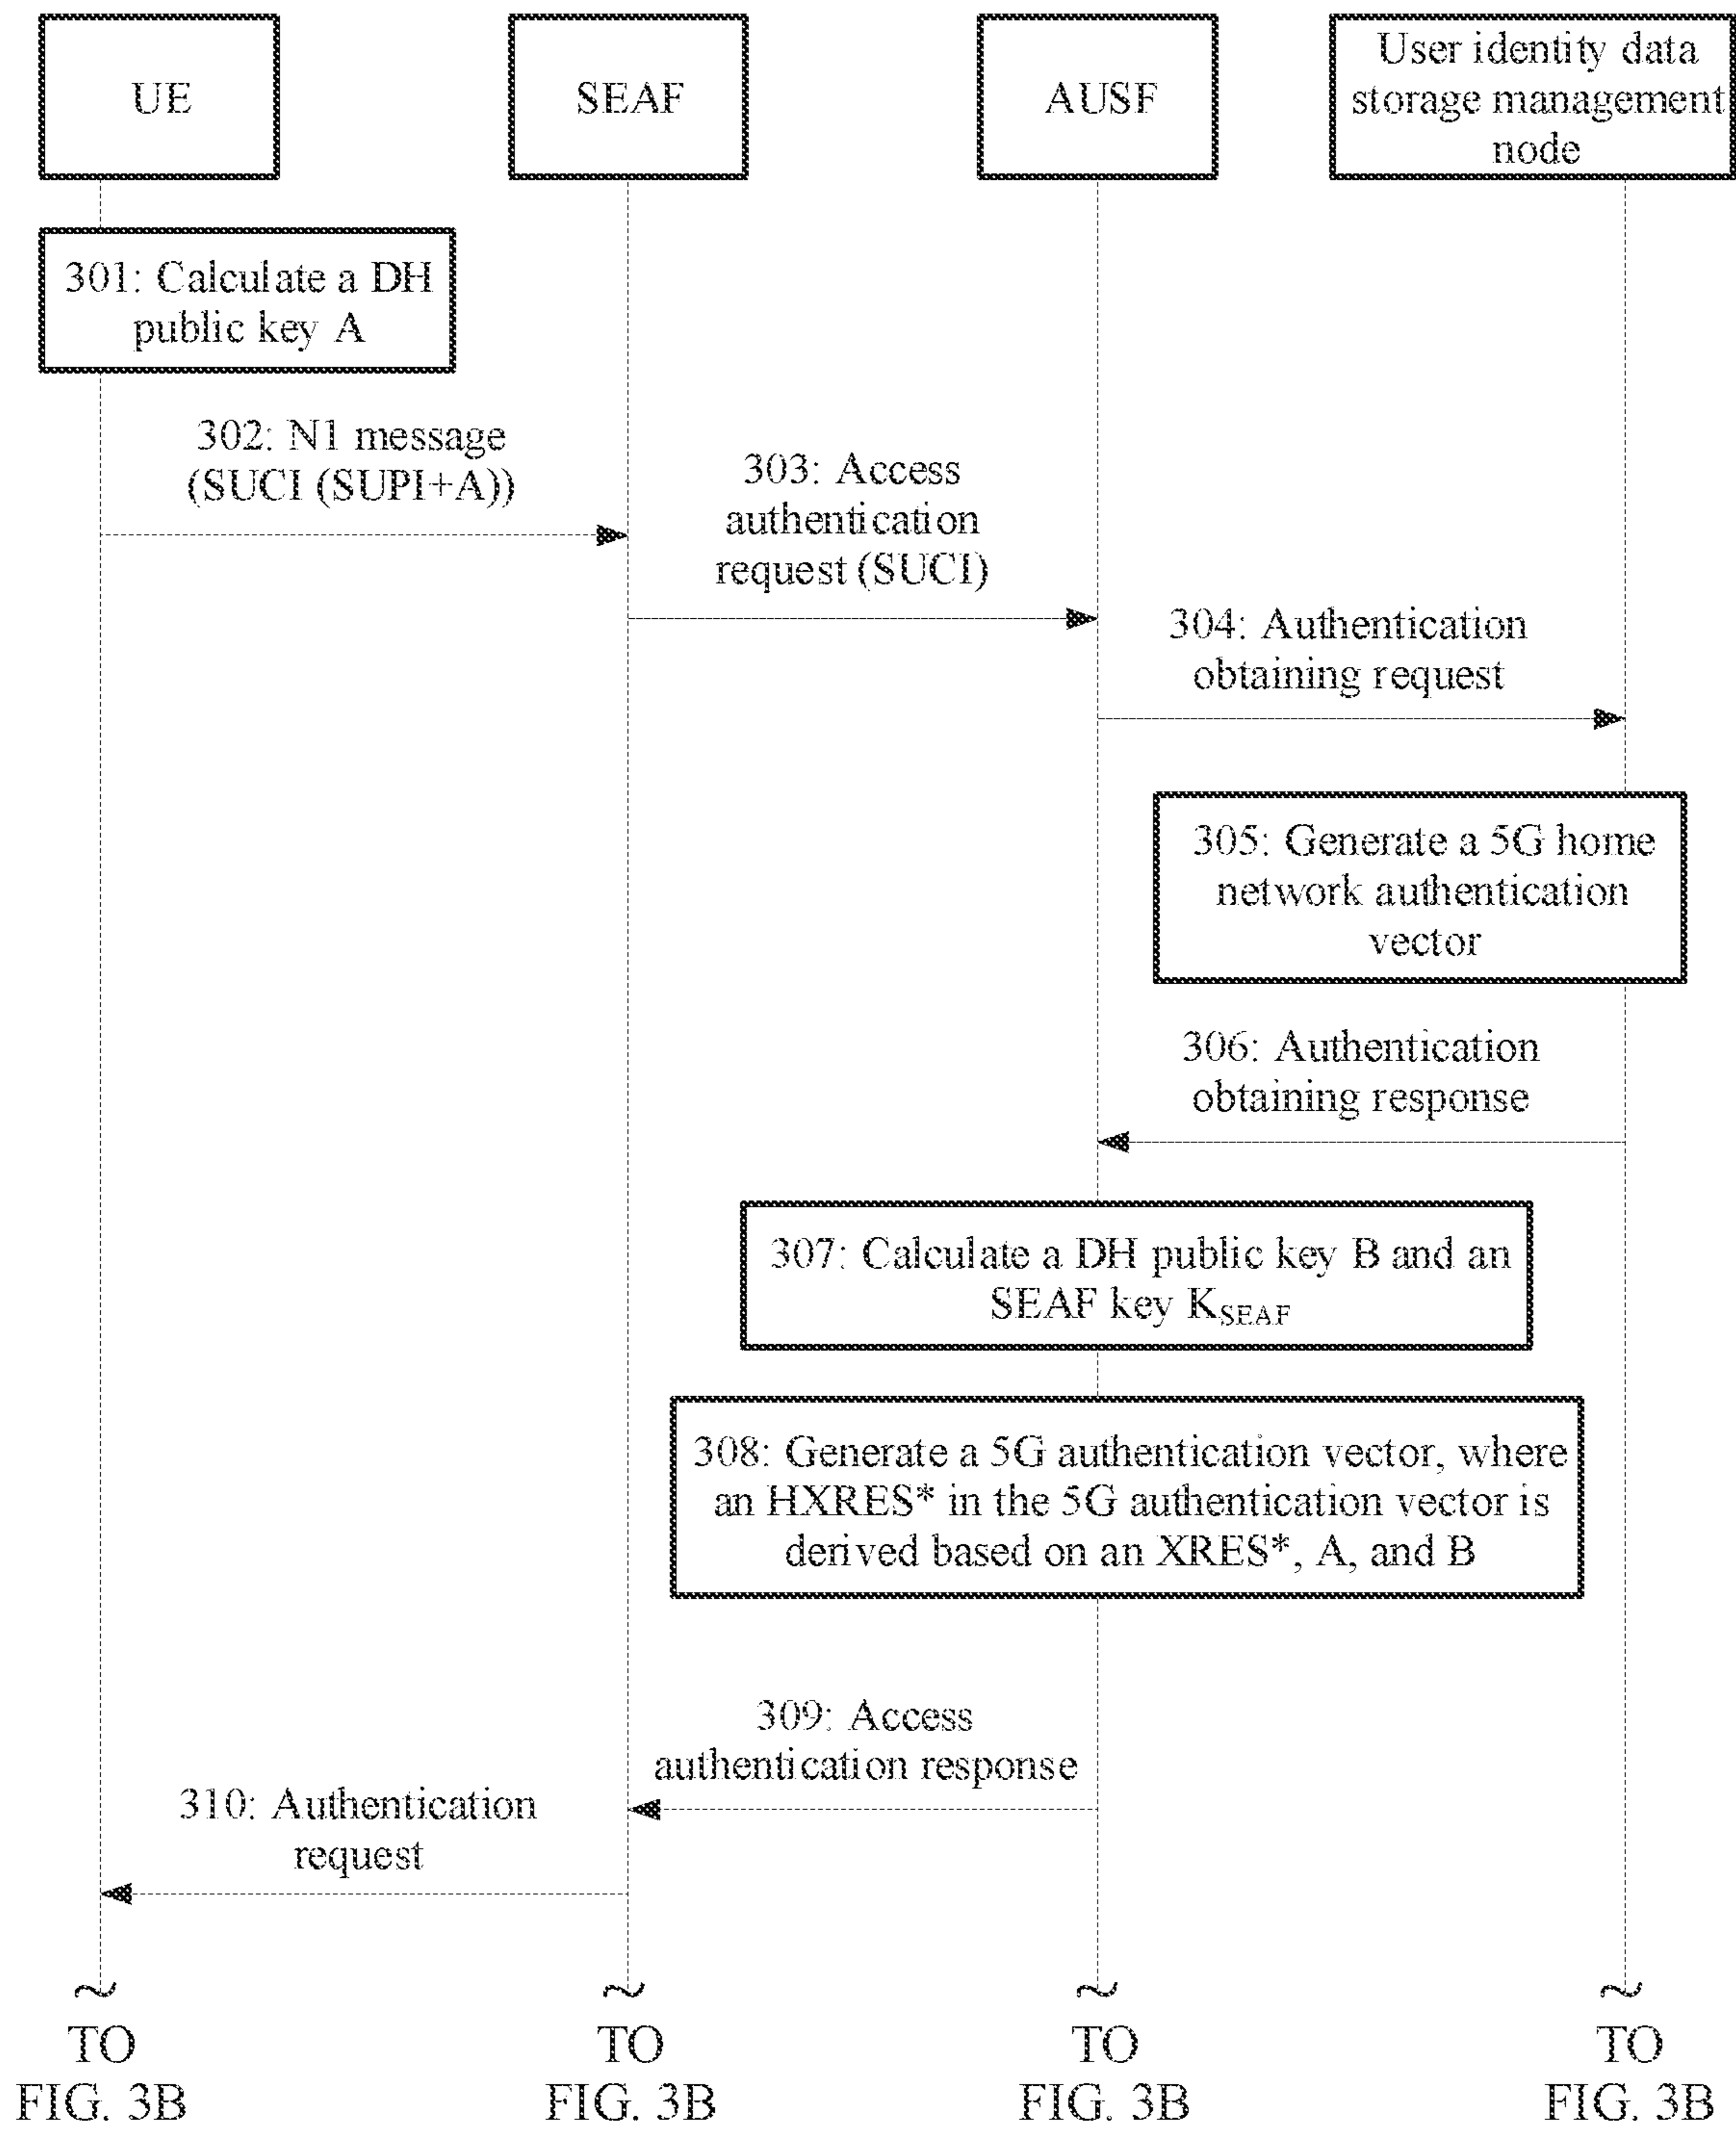 UE
SEAF
AUSF
User identity data
storage management
node
301: Calculate a DH
public key A
302: N1 message
(SUCI (SUPI+A))
303: Access
authentication
request (SUCI)
304: Authentication
obtaining request
305: Generate a 5G home
network authentication
vector
306: Authentication
obtaining response
307: Calculate a DH public key B and an
SEAF key KSEAF
308: Generate a 5G authentication vector, where
an HXRES* in the 5G authentication vector is
derived based on an XRES*, A, and B
309: Access
authentication response
310: Authentication
request
TO
FIG. 3B
TO
FIG. 3B
TO
FIG. 3B
TO
FIG. 3B